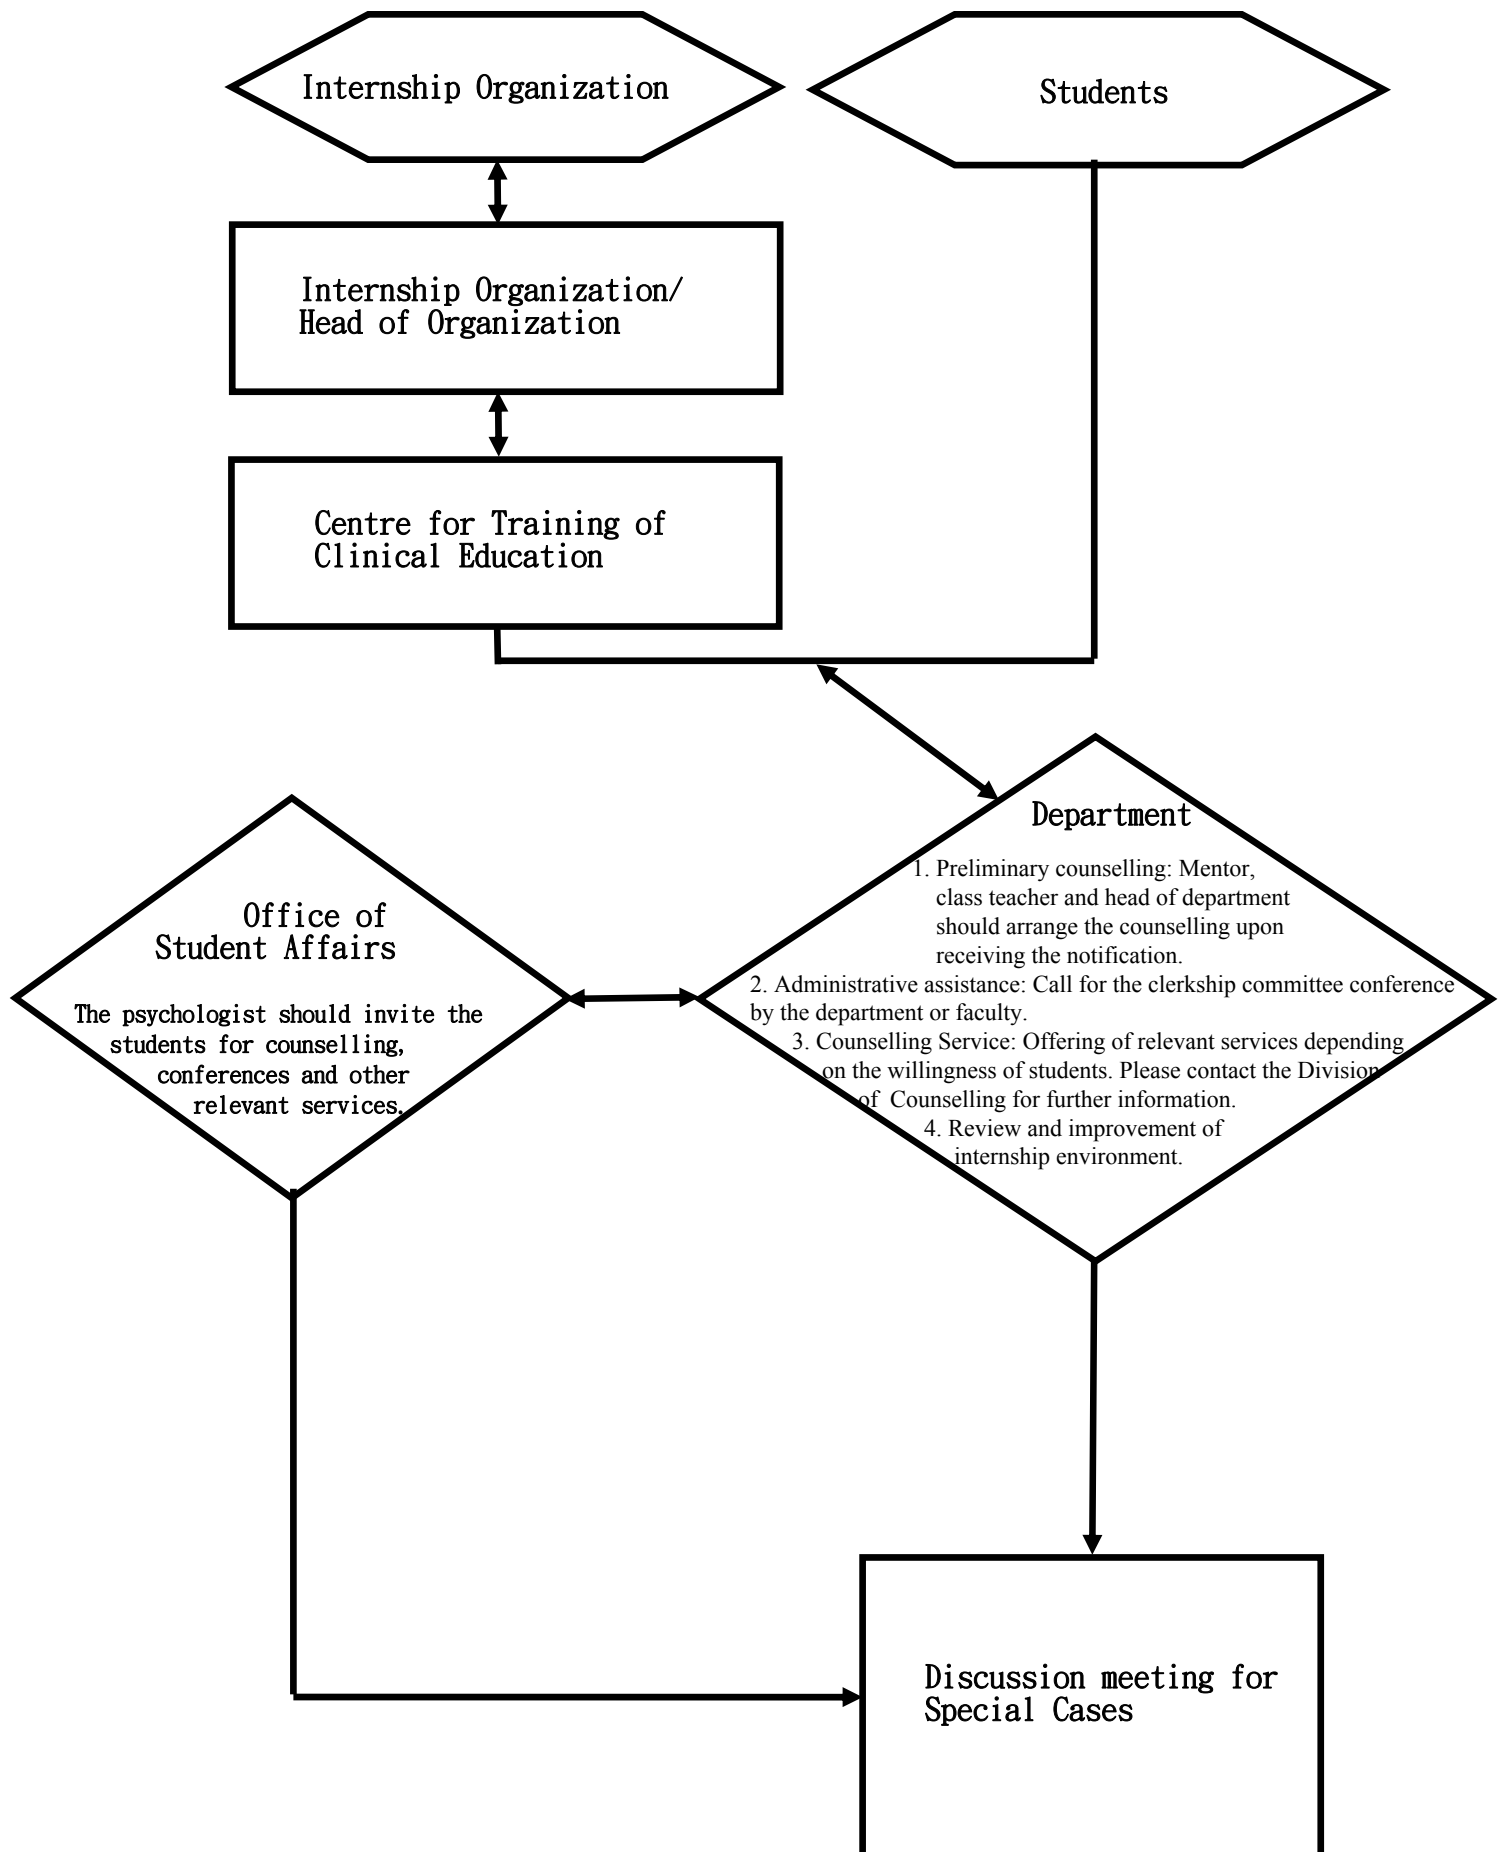 Internship Organization
Students
Internship Organization/
Head of Organization
Centre for Training of
Clinical Education
Department
1. Preliminary counselling: Mentor,
class teacher and head of department
should arrange the counselling upon
receiving the notification.
2. Administrative assistance: Call for the clerkship committee conference
by the department or faculty.
3. Counselling Service: Offering of relevant services depending
on the willingness of students. Please contact the Division
of Counselling for further information.
4. Review and improvement of
internship environment.
Office of
Student Affairs
The psychologist should invite the
students for counselling,
conferences and other
relevant services.
Discussion meeting for
Special Cases